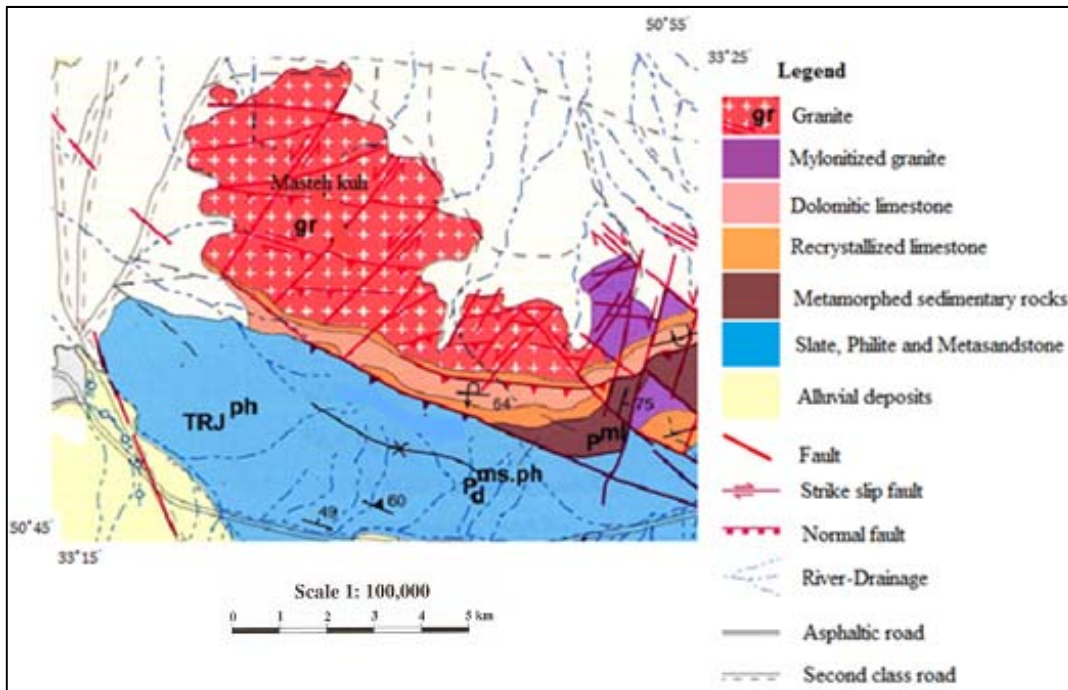 50°55'
33°25'
Legend
gr Granite
Mylonitized granite
Dolomitic limestone
Recrystallized limestone
Metamorphed sedimentary rocks
Slate, Philite and Metasandstone
Alluvial deposits
Fault
Strike slip fault
Normal fault
River-Drainage
Asphaltic road
Second class road
Masteh kuh
gr
64
75
TRJ ph
P ml
P d ms.ph
60
49
50°45'
33°15'
Scale 1: 100,000
0 1 2 3 4 5 km